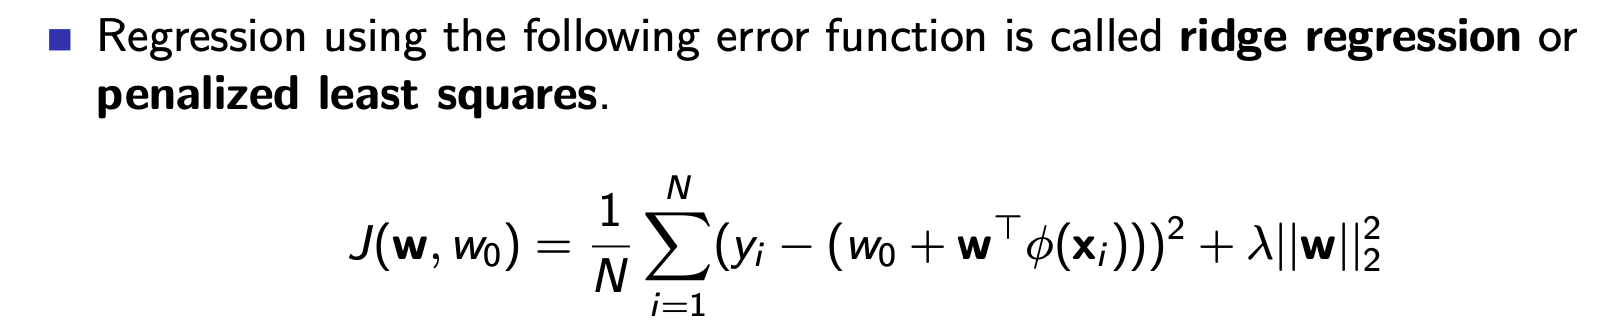 Regression using the following error function is called ridge regression or
penalized least squares.
J(w, w₀) = 1/N ∑ᵢ₌₁ᴺ (yᵢ − (w₀ + wᵀϕ(xᵢ)))² + λ||w||₂²